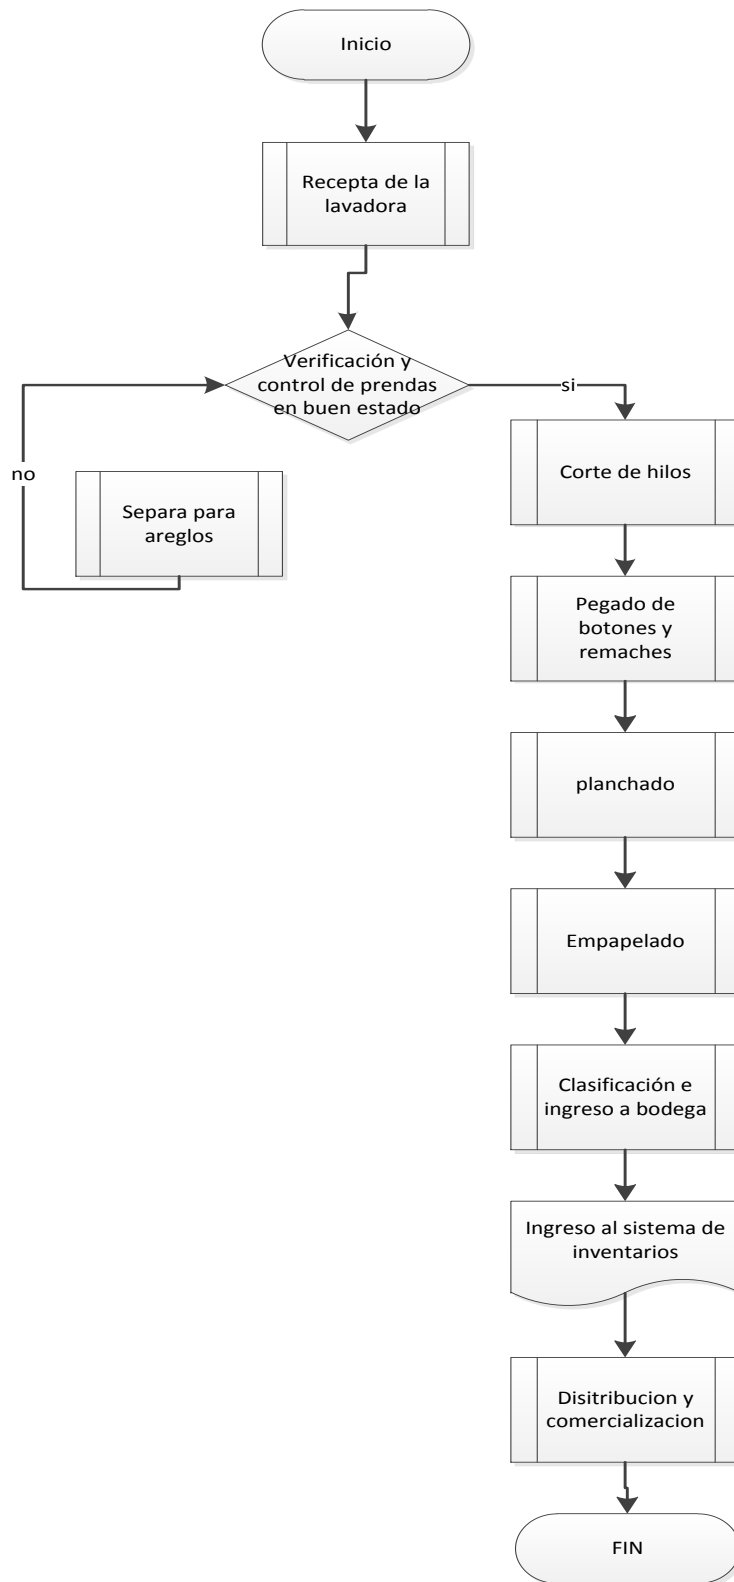 Inicio
Recepta de la
lavadora
Verificación y
control de prendas
en buen estado
si
no
Separa para
areglos
Corte de hilos
Pegado de
botones y
remaches
planchado
Empapelado
Clasificación e
ingreso a bodega
Ingreso al sistema de
inventarios
Disitribucion y
comercializacion
FIN